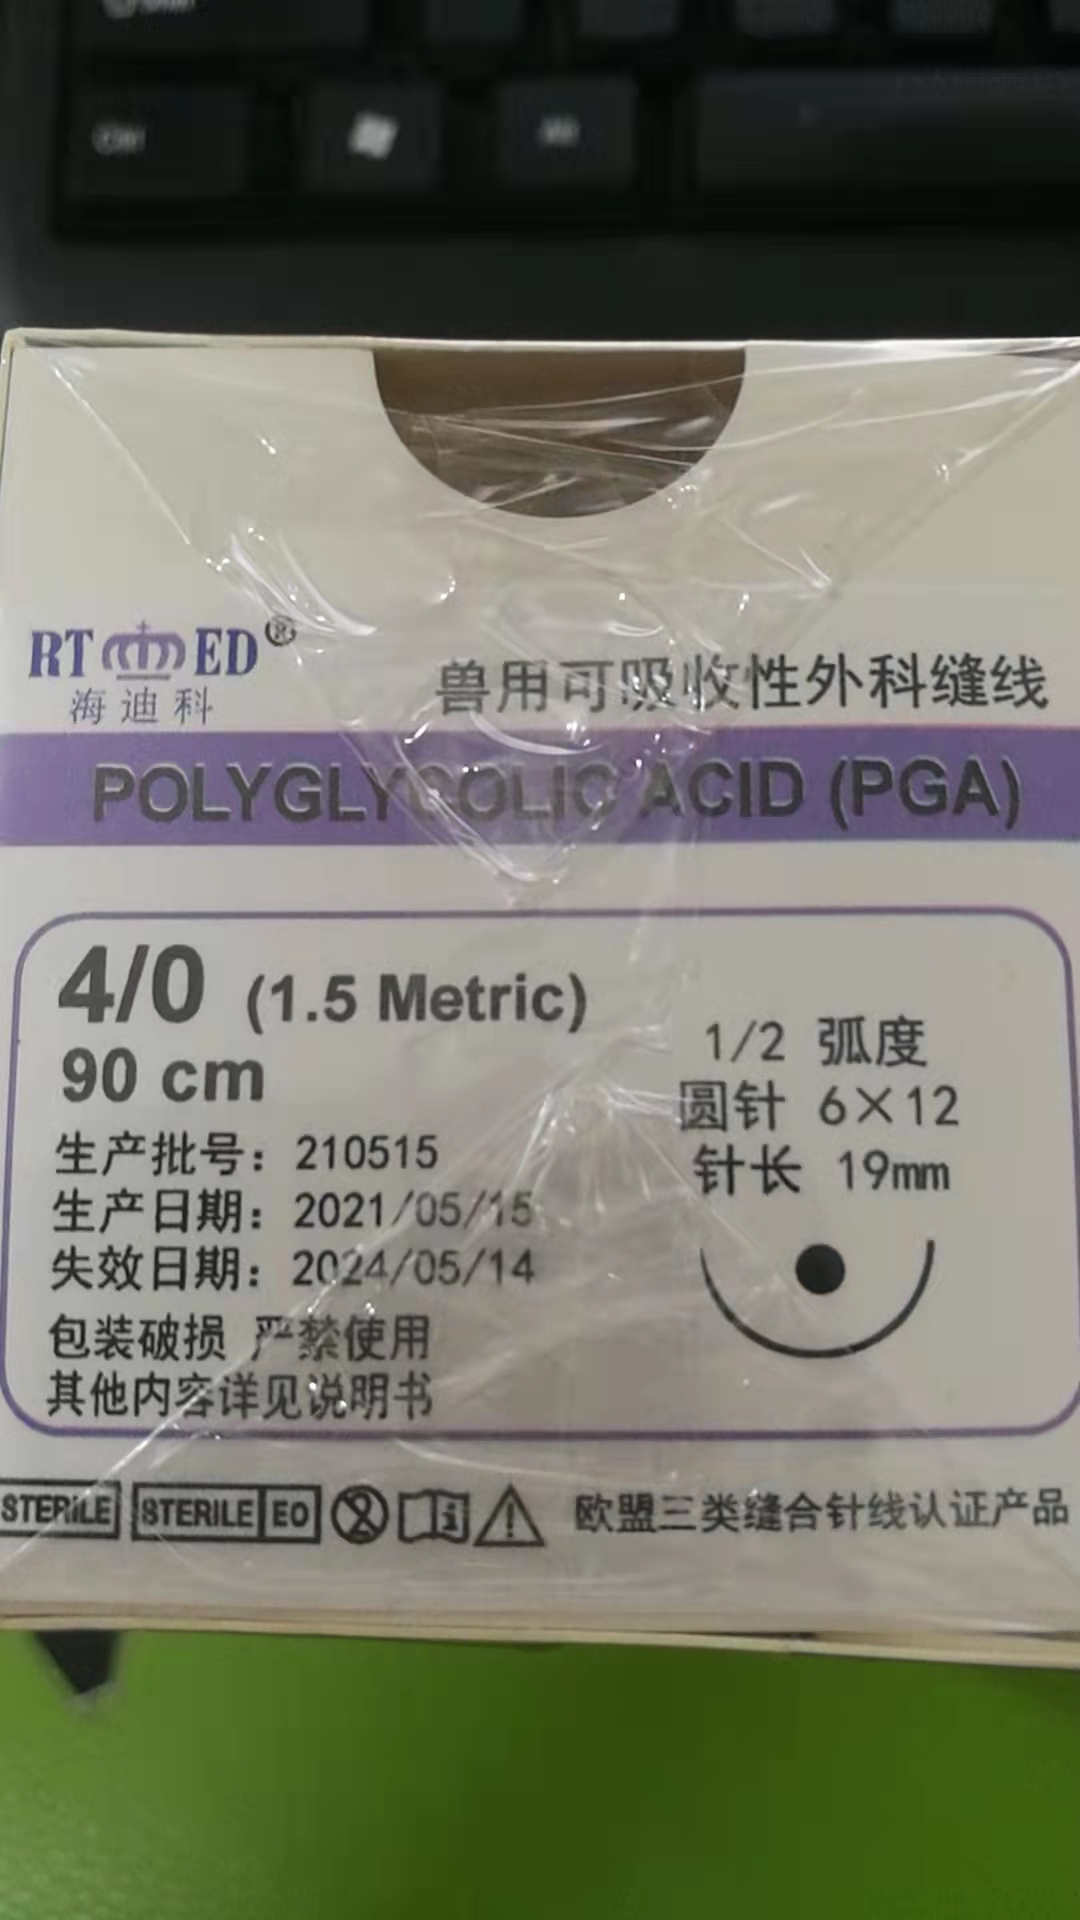 Ctrl
RT MED®
海迪科
兽用可吸收性外科缝线
POLYGLYCOLIC ACID (PGA)
4/0 (1.5 Metric)
90 cm
生产批号：210515
生产日期：2021/05/15
失效日期：2024/05/14
包装破损 严禁使用
其他内容详见说明书
1/2 弧度
圆针 6×12
针长 19mm
STERILE STERILE EO
欧盟三类缝合针线认证产品